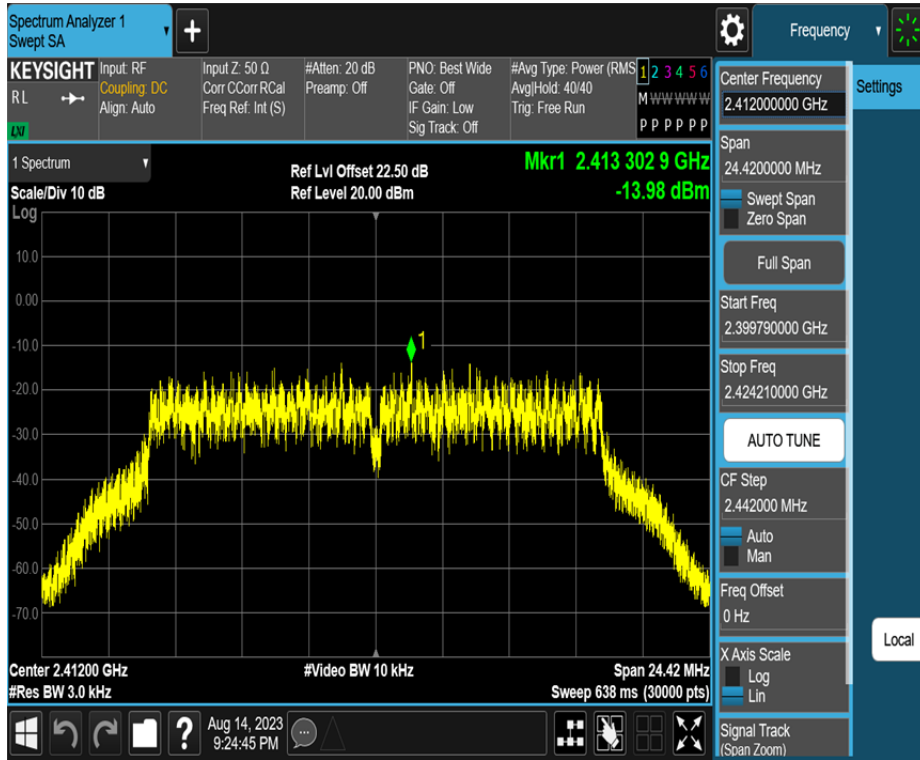 Spectrum Analyzer 1
Swept SA
Frequency
KEYSIGHT
R L
LXI
Input: RF
Coupling: DC
Align: Auto
Input Z: 50 Ω
Corr CCorr RCal
Freq Ref: Int (S)
#Atten: 20 dB
Preamp: Off
PNO: Best Wide
Gate: Off
IF Gain: Low
Sig Track: Off
#Avg Type: Power (RMS
Avg|Hold: 40/40
Trig: Free Run
1 2 3 4 5 6
M W W W W W
P P P P P P
Center Frequency
2.412000000 GHz
Settings
1 Spectrum
Scale/Div 10 dB
Ref Lvl Offset 22.50 dB
Ref Level 20.00 dBm
Mkr1 2.413 302 9 GHz
-13.98 dBm
Span
24.4200000 MHz
Swept Span
Zero Span
Log
10.0
0.00
-10.0
-20.0
-30.0
-40.0
-50.0
-60.0
-70.0
1
Full Span
Start Freq
2.399790000 GHz
Stop Freq
2.424210000 GHz
AUTO TUNE
CF Step
2.442000 MHz
Auto
Man
Freq Offset
0 Hz
Local
X Axis Scale
Log
Lin
Signal Track
(Span Zoom)
Center 2.41200 GHz
#Res BW 3.0 kHz
#Video BW 10 kHz
Span 24.42 MHz
Sweep 638 ms (30000 pts)
?
Aug 14, 2023
9:24:45 PM